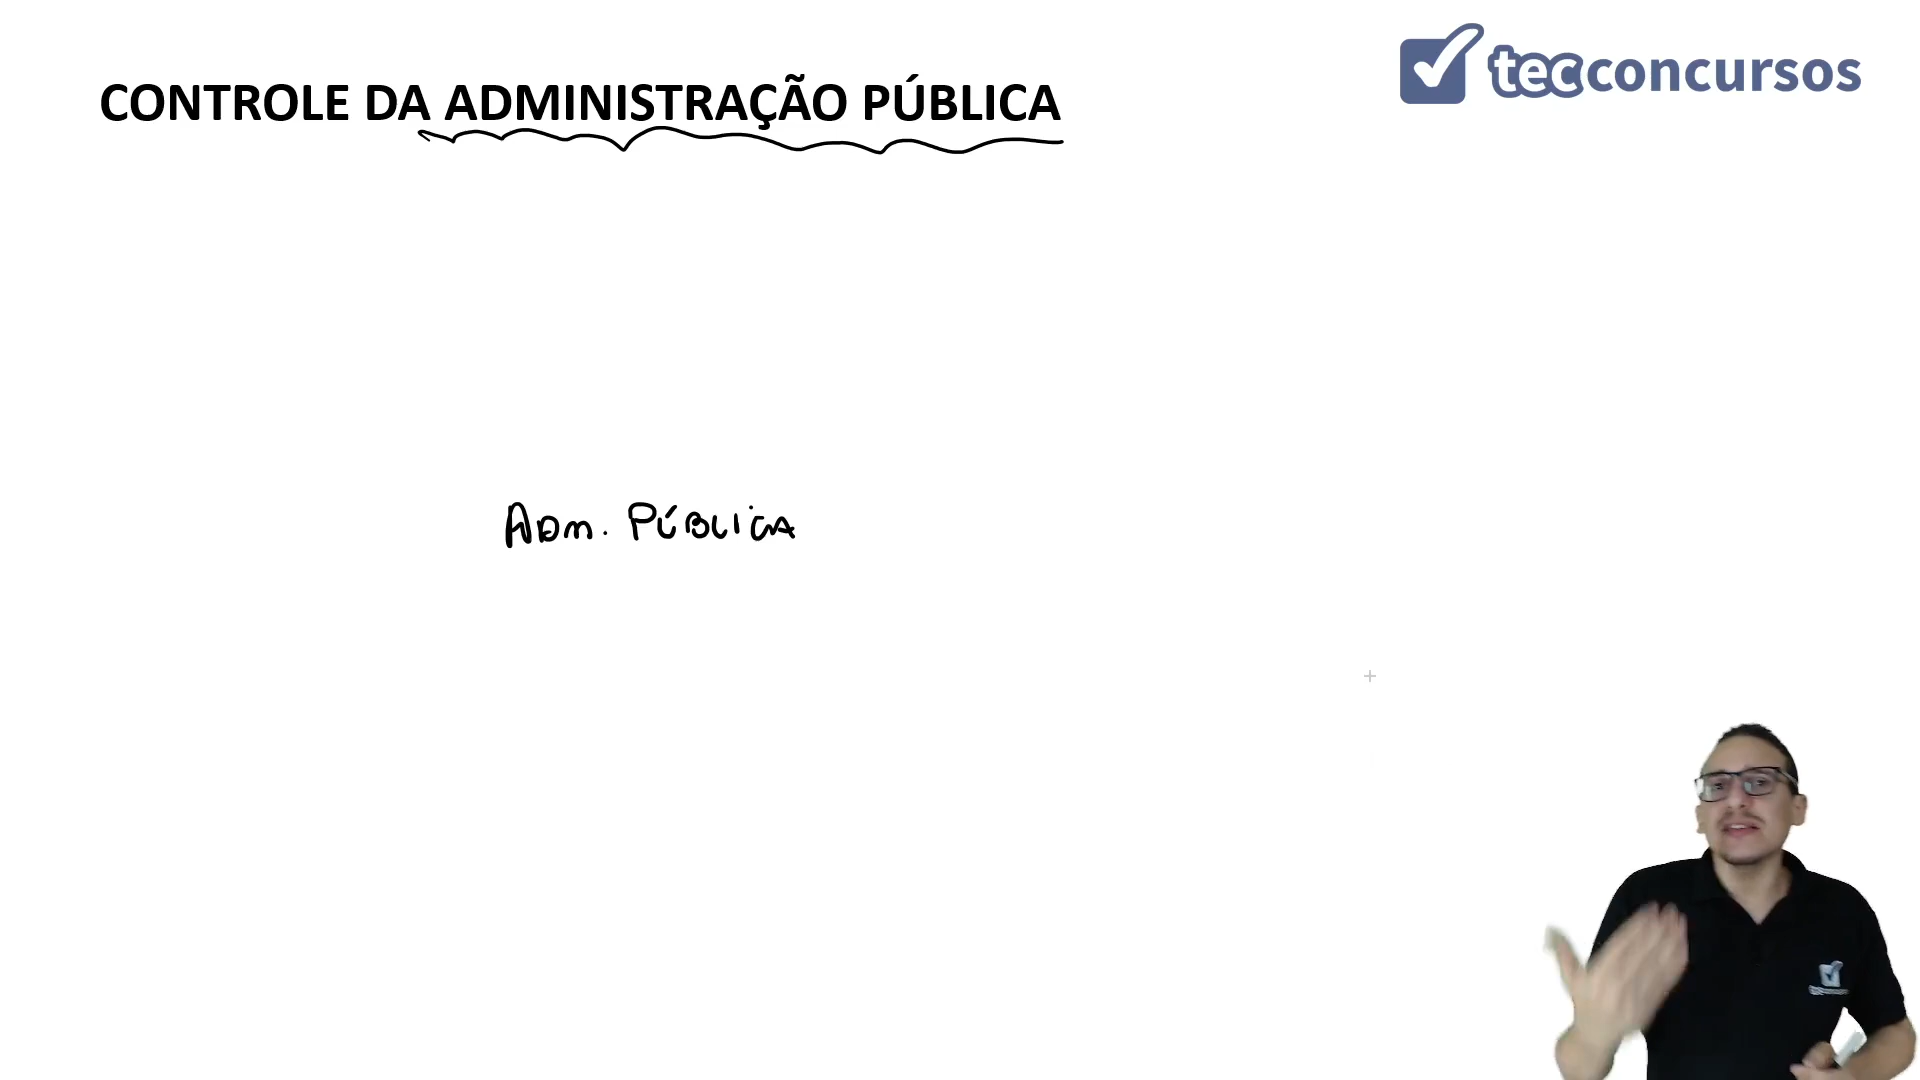 CONTROLE DA ADMINISTRAÇÃO PÚBLICA
tecconcursos
ADM. PÚBLICA